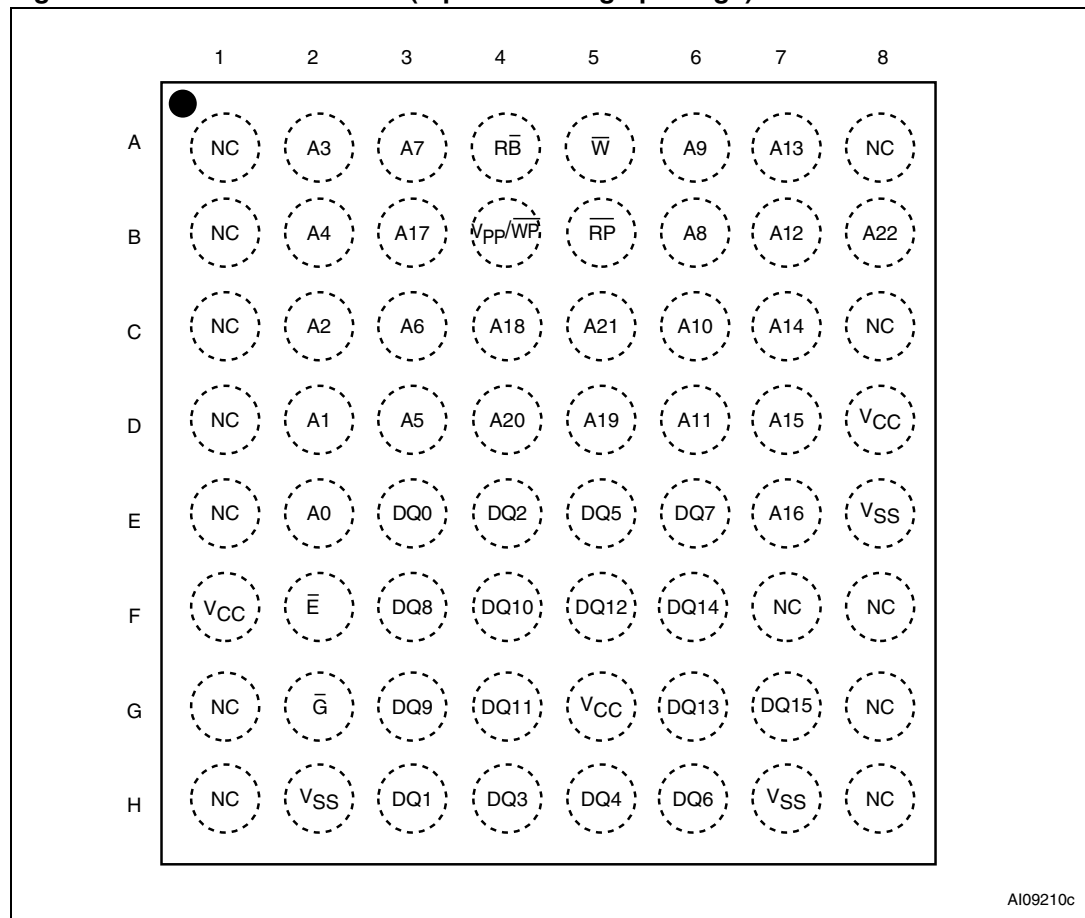 1 2 3 4 5 6 7 8
A NC A3 A7 RB̅ W̅ A9 A13 NC
B NC A4 A17 VPP/W̅P̅ R̅P̅ A8 A12 A22
C NC A2 A6 A18 A21 A10 A14 NC
D NC A1 A5 A20 A19 A11 A15 VCC
E NC A0 DQ0 DQ2 DQ5 DQ7 A16 VSS
F VCC E̅ DQ8 DQ10 DQ12 DQ14 NC NC
G NC G̅ DQ9 DQ11 VCC DQ13 DQ15 NC
H NC VSS DQ1 DQ3 DQ4 DQ6 VSS NC
AI09210c